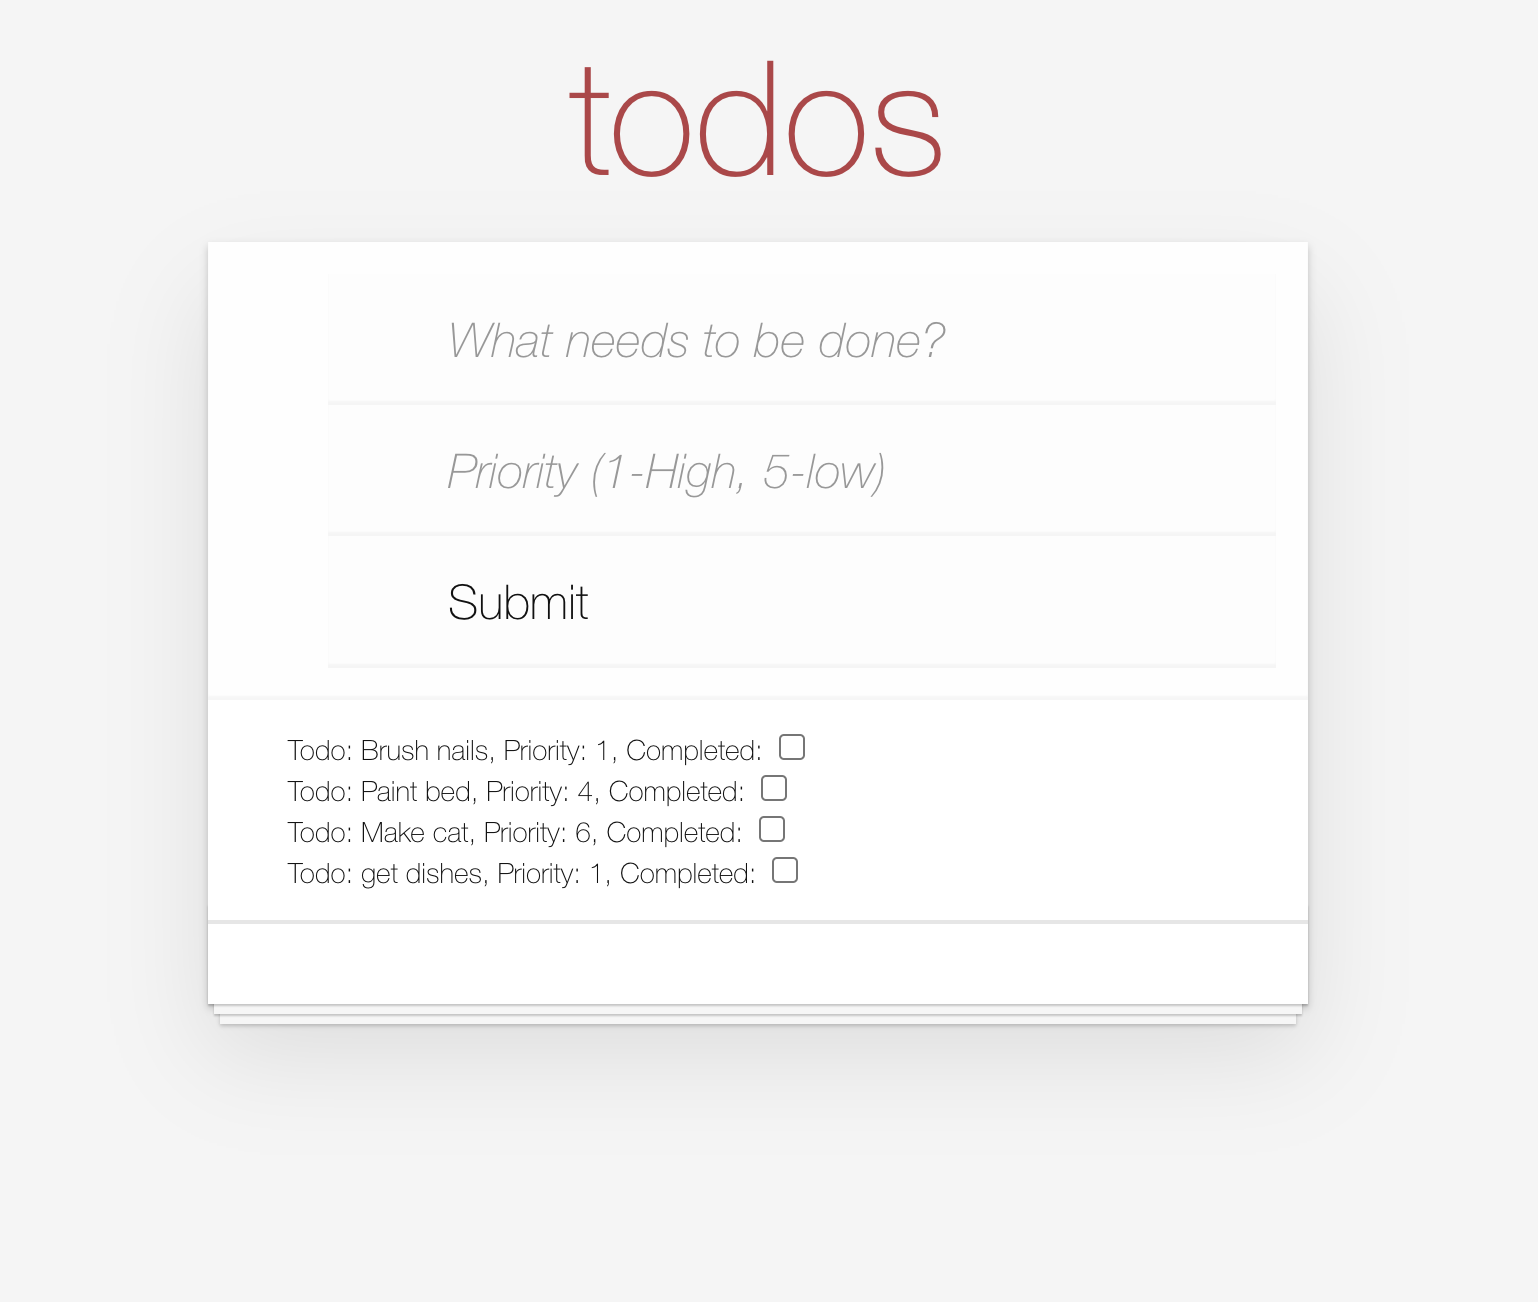 todos
What needs to be done?
Priority (1-High, 5-low)
Submit
Todo: Brush nails, Priority: 1, Completed:
Todo: Paint bed, Priority: 4, Completed:
Todo: Make cat, Priority: 6, Completed:
Todo: get dishes, Priority: 1, Completed: